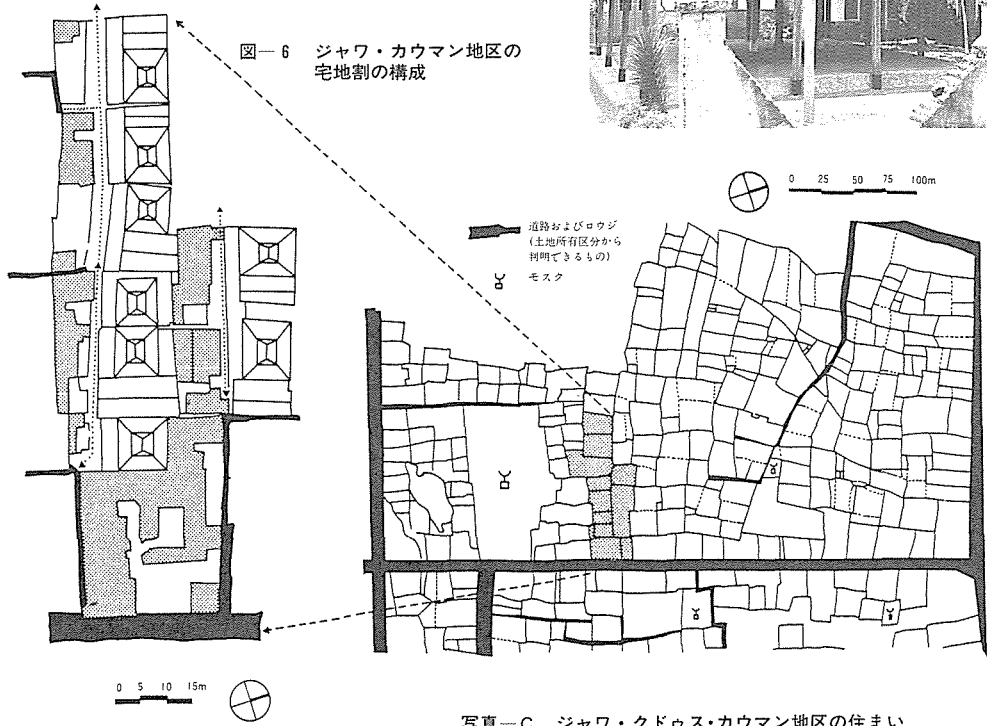 図―6 ジャワ・カウマン地区の
宅地割の構成
0 25 50 75 100m
道路およびロウジ
(土地所有区分から
判明できるもの)
モスク
0 5 10 15m
写真―C ジャワ・クドゥス・カウマン地区の住まい